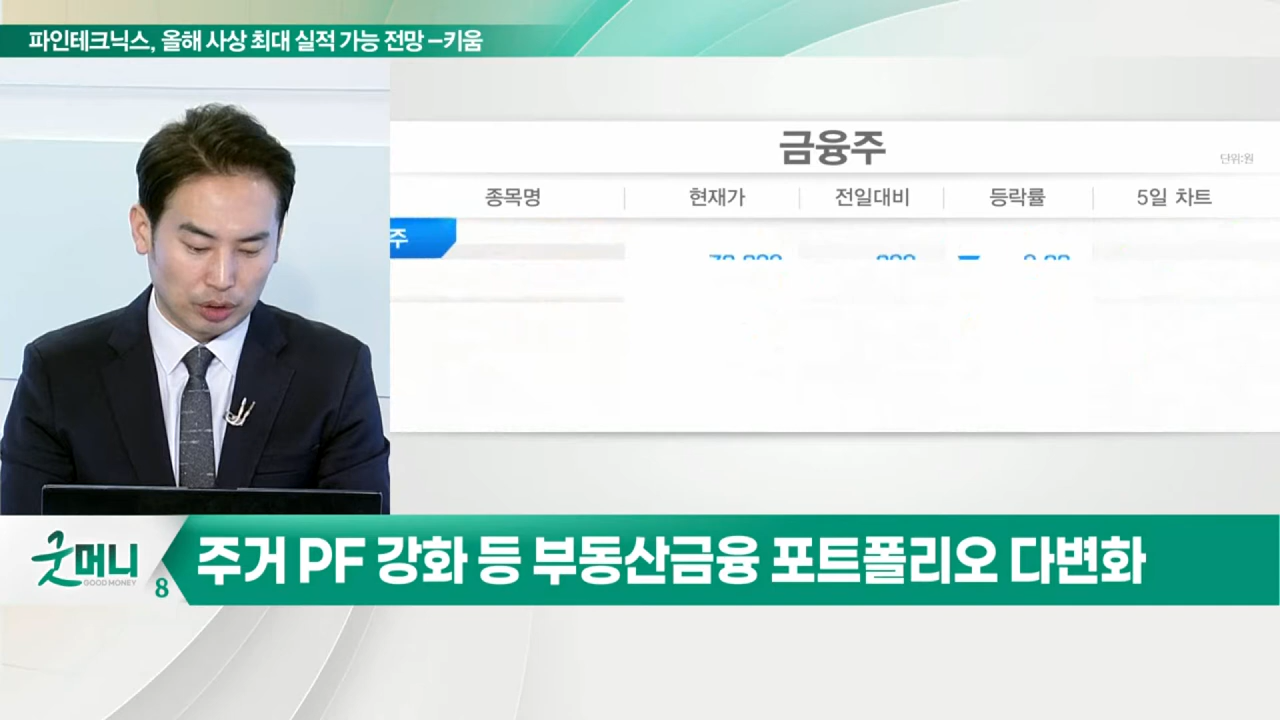 파인테크닉스, 올해 사상 최대 실적 가능 전망 –키움
금융주
단위:원
종목명 현재가 전일대비 등락률 5일 차트
주
굿머니
GOOD MONEY
8
주거 PF 강화 등 부동산금융 포트폴리오 다변화